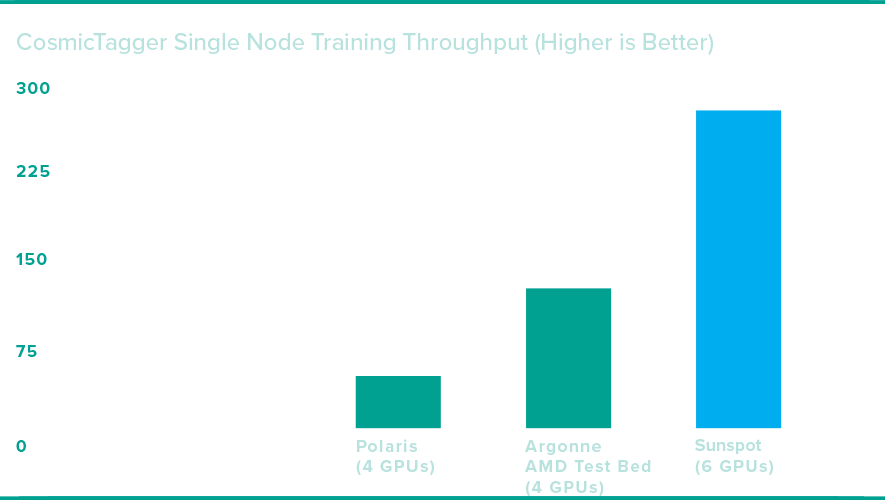 CosmicTagger Single Node Training Throughput (Higher is Better)
300
225
150
75
0
Polaris
(4 GPUs)
Argonne
AMD Test Bed
(4 GPUs)
Sunspot
(6 GPUs)